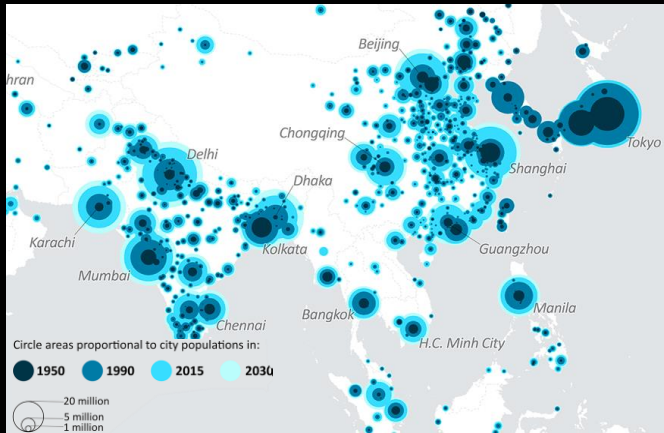 Beijing
hran
Chongqing
Tokyo
Delhi
Shanghai
Dhaka
Karachi
Kolkata
Guangzhou
Mumbai
Manila
Bangkok
Chennai
H.C. Minh City
Circle areas proportional to city populations in:
1950 1990 2015 2030
20 million
5 million
1 million